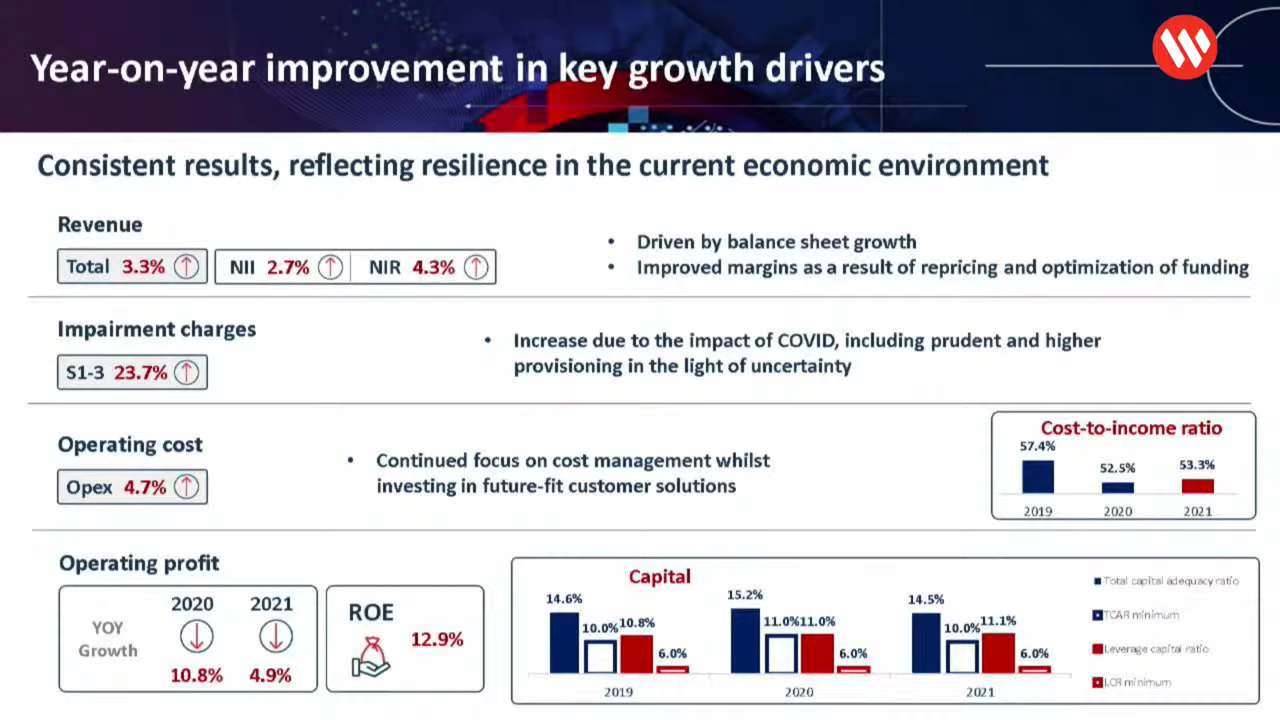 Year-on-year improvement in key growth drivers
Consistent results, reflecting resilience in the current economic environment
Revenue
Total 3.3%
NII 2.7%
NIR 4.3%
• Driven by balance sheet growth
• Improved margins as a result of repricing and optimization of funding
Impairment charges
S1-3 23.7%
• Increase due to the impact of COVID, including prudent and higher
provisioning in the light of uncertainty
Operating cost
Opex 4.7%
• Continued focus on cost management whilst
investing in future-fit customer solutions
Cost-to-income ratio
57.4%
52.5%
53.3%
2019 2020 2021
Operating profit
YOY
Growth
2020 2021
10.8% 4.9%
ROE
12.9%
Capital
14.6% 10.0% 10.8% 6.0%
15.2% 11.0% 11.0% 6.0%
14.5% 10.0% 11.1% 6.0%
2019 2020 2021
Total capital adequacy ratio
TCAR minimum
Leverage capital ratio
LCR minimum